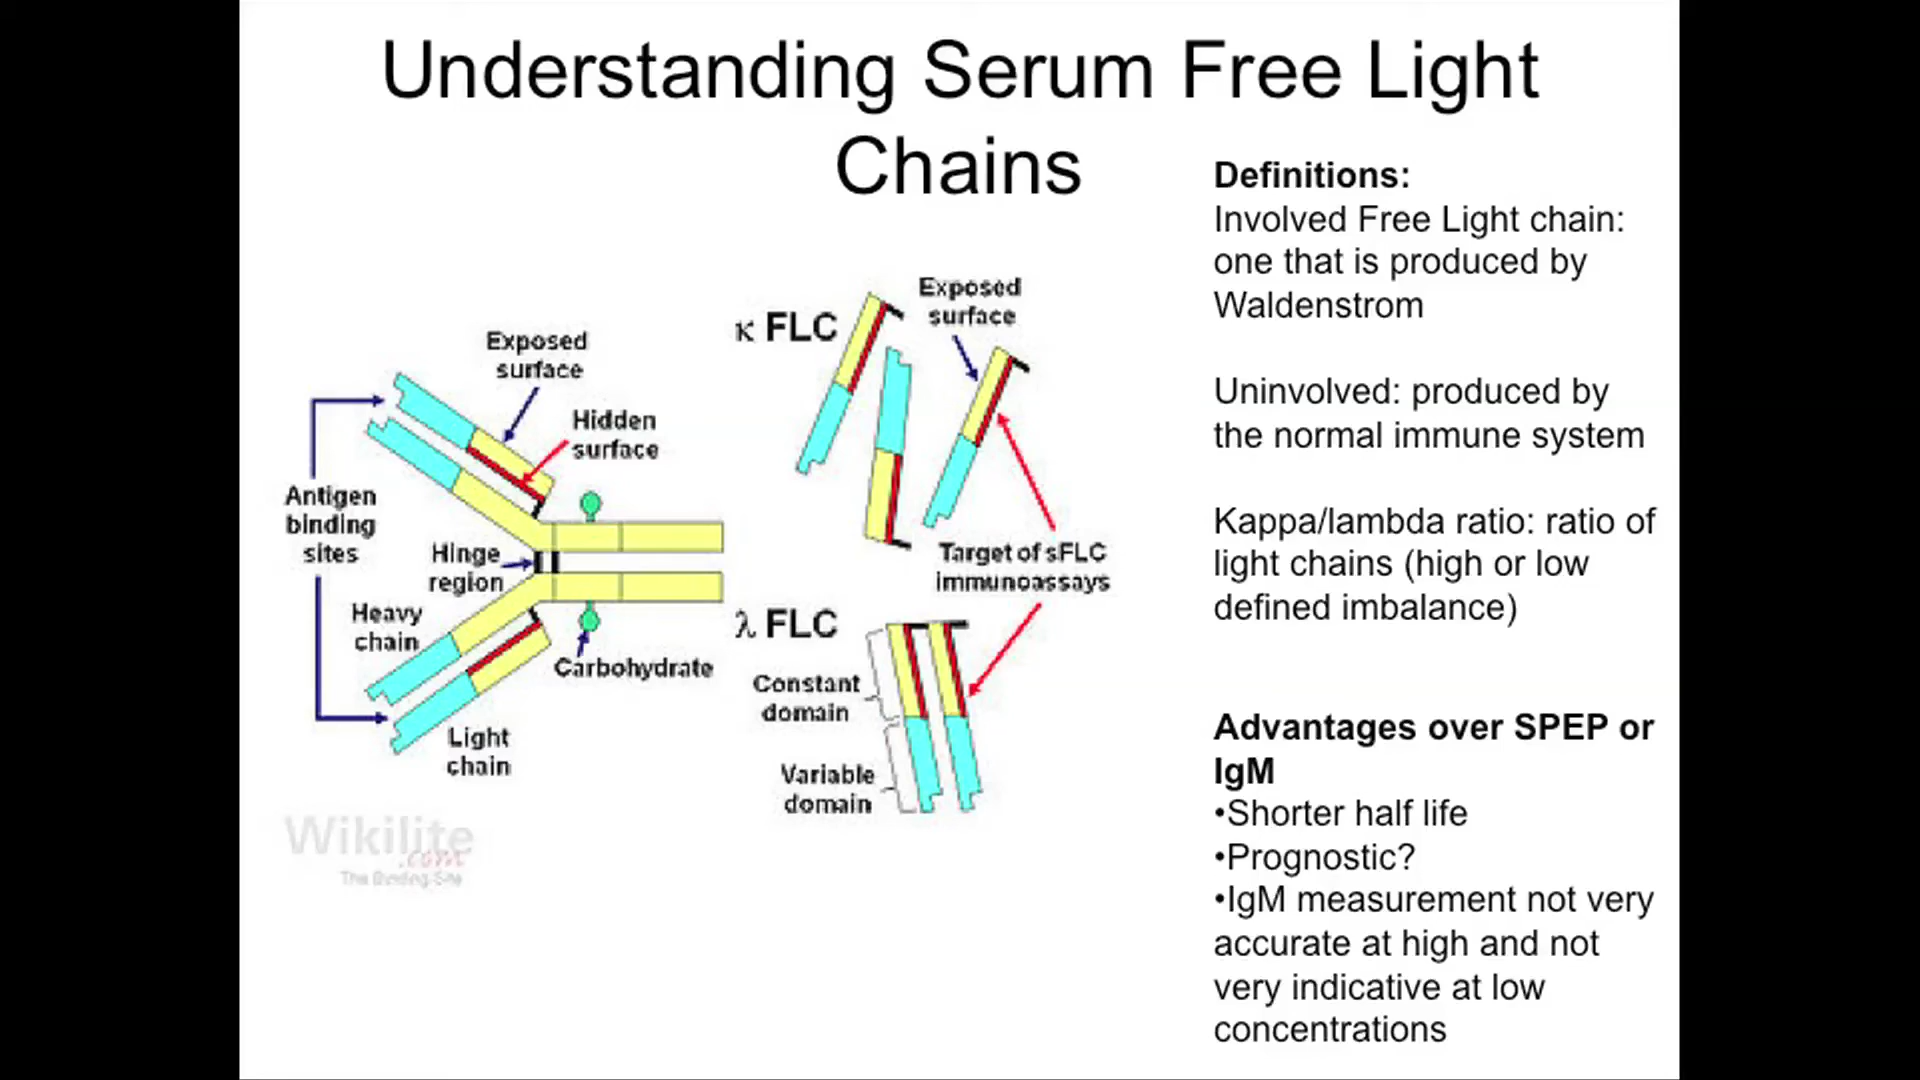 Understanding Serum Free Light
Chains
Exposed
surface
Hidden
surface
Antigen
binding
sites
Hinge
region
Heavy
chain
Carbohydrate
Light
chain
κ FLC
Exposed
surface
Target of sFLC
immunoassays
λ FLC
Constant
domain
Variable
domain
Wikilite
.com
The Binding Site
Definitions:
Involved Free Light chain:
one that is produced by
Waldenstrom
Uninvolved: produced by
the normal immune system
Kappa/lambda ratio: ratio of
light chains (high or low
defined imbalance)
Advantages over SPEP or
IgM
•Shorter half life
•Prognostic?
•IgM measurement not very
accurate at high and not
very indicative at low
concentrations